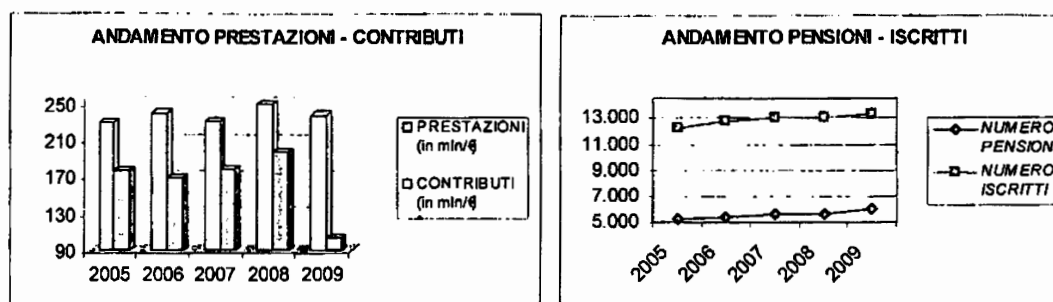 ANDAMENTO PRESTAZIONI - CONTRIBUTI
250
210
170
130
90
2005 2006 2007 2008 2009
PRESTAZIONI
(in mln/€)
CONTRIBUTI
(in mln/€)
ANDAMENTO PENSIONI - ISCRITTI
13.000
11.000
9.000
7.000
5.000
2005 2006 2007 2008 2009
NUMERO
PENSIONI
NUMERO
ISCRITTI